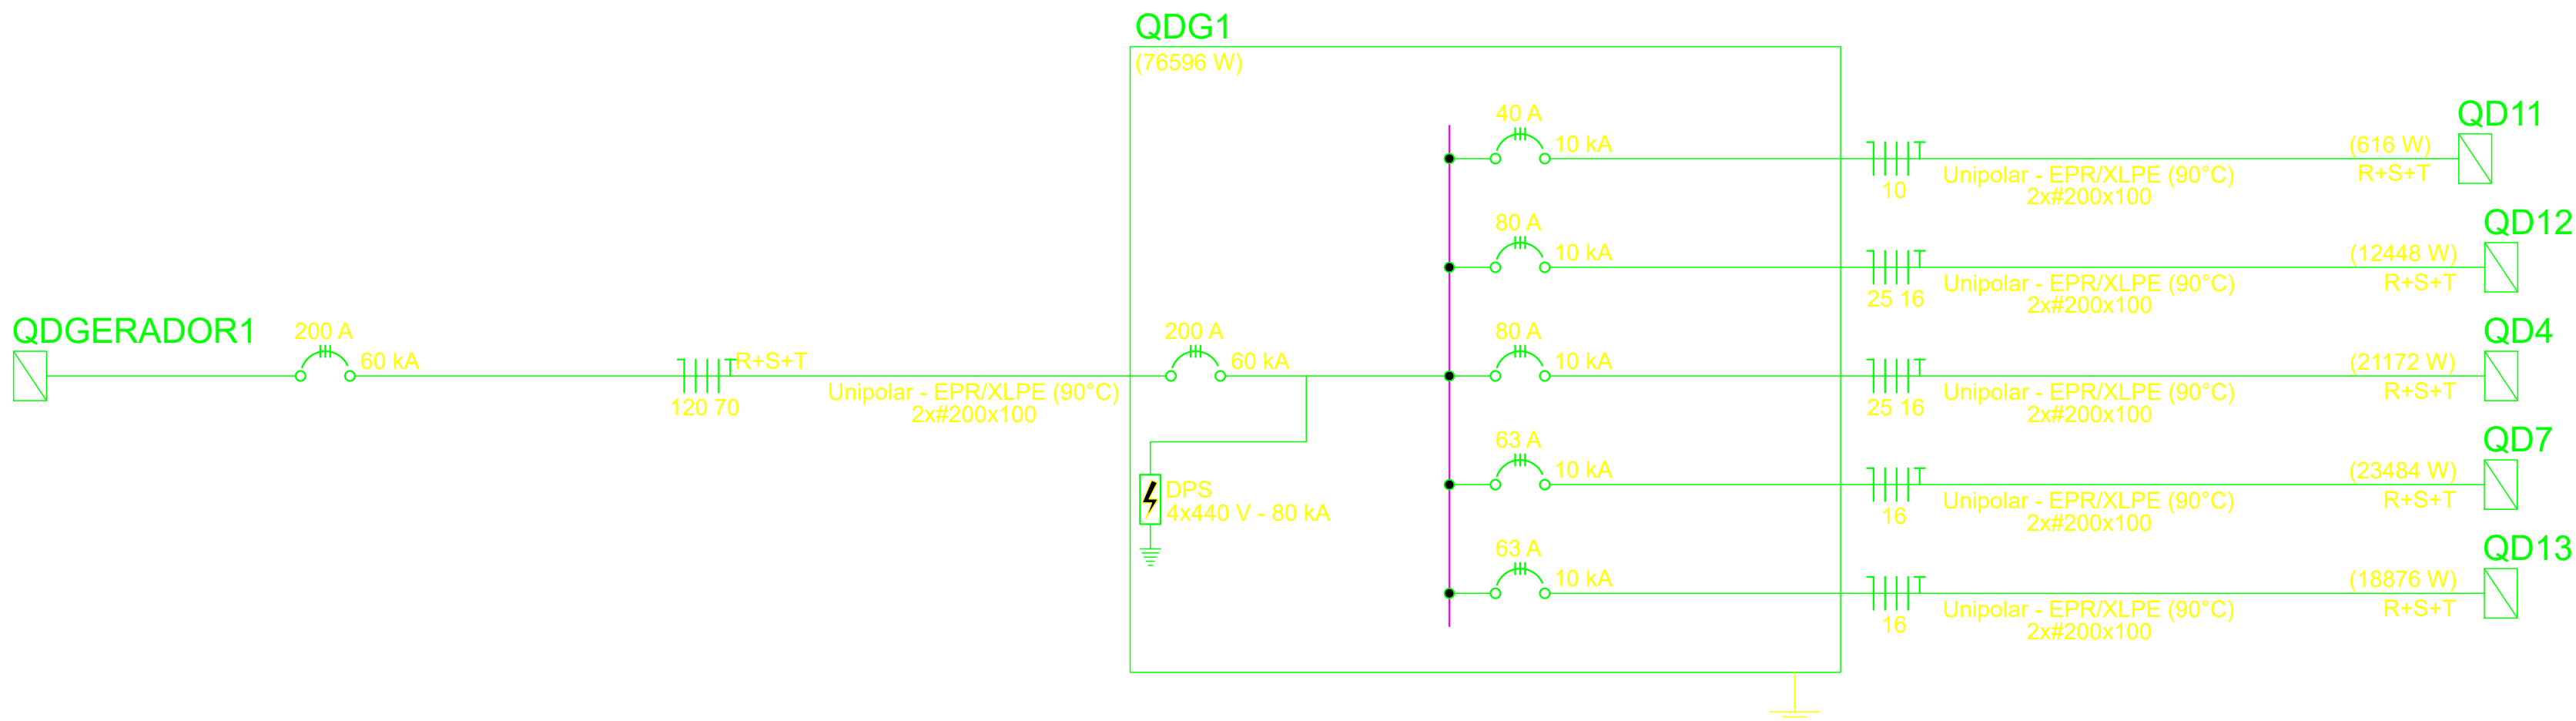 QDG1
(76596 W)
40 A
10 kA
10
Unipolar - EPR/XLPE (90°C)
2x#200x100
(616 W)
R+S+T
QD11
80 A
10 kA
25 16
Unipolar - EPR/XLPE (90°C)
2x#200x100
(12448 W)
R+S+T
QD12
QDGERADOR1
200 A
60 kA
120 70
R+S+T
Unipolar - EPR/XLPE (90°C)
2x#200x100
200 A
60 kA
80 A
10 kA
25 16
Unipolar - EPR/XLPE (90°C)
2x#200x100
(21172 W)
R+S+T
QD4
DPS
4x440 V - 80 kA
63 A
10 kA
16
Unipolar - EPR/XLPE (90°C)
2x#200x100
(23484 W)
R+S+T
QD7
63 A
10 kA
16
Unipolar - EPR/XLPE (90°C)
2x#200x100
(18876 W)
R+S+T
QD13